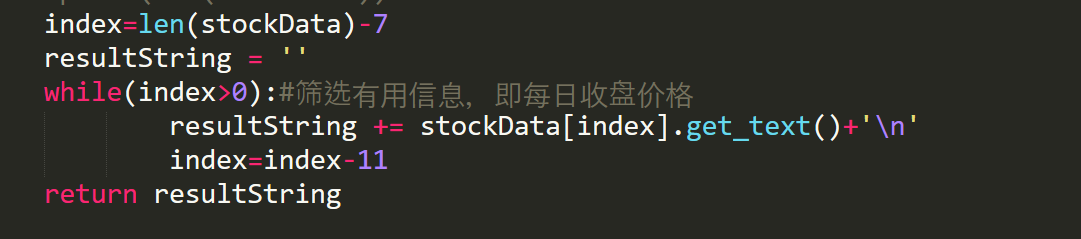 index=len(stockData)-7
resultString = ''
while(index>0):#筛选有用信息，即每日收盘价格
        resultString += stockData[index].get_text()+'\n'
        index=index-11
return resultString